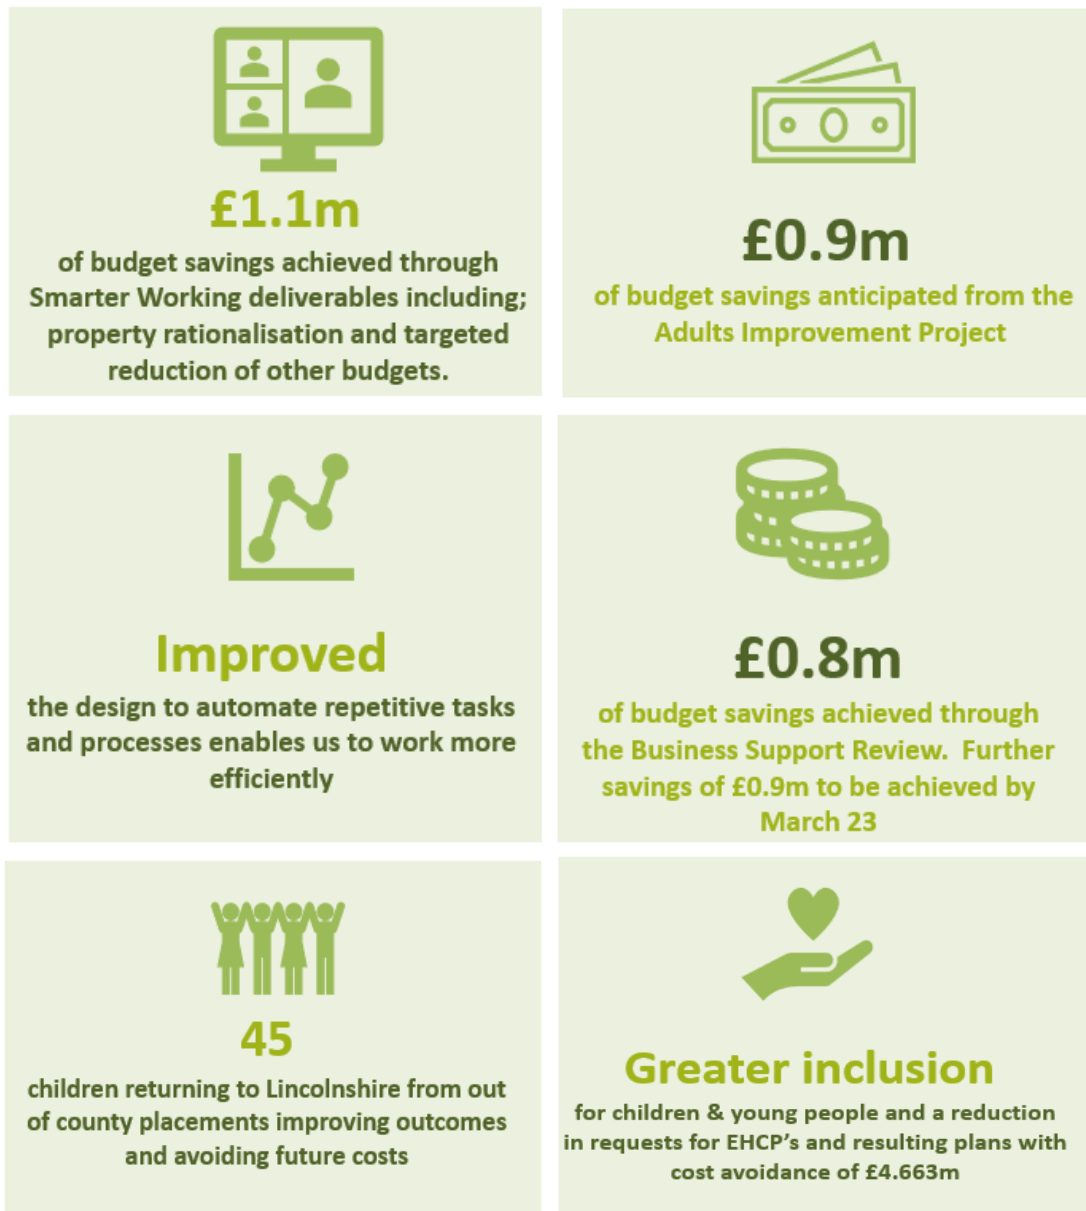 £1.1m
of budget savings achieved through
Smarter Working deliverables including;
property rationalisation and targeted
reduction of other budgets.
£0.9m
of budget savings anticipated from the
Adults Improvement Project
Improved
the design to automate repetitive tasks
and processes enables us to work more
efficiently
£0.8m
of budget savings achieved through
the Business Support Review.  Further
savings of £0.9m to be achieved by
March 23
45
children returning to Lincolnshire from out
of county placements improving outcomes
and avoiding future costs
Greater inclusion
for children & young people and a reduction
in requests for EHCP’s and resulting plans with
cost avoidance of £4.663m